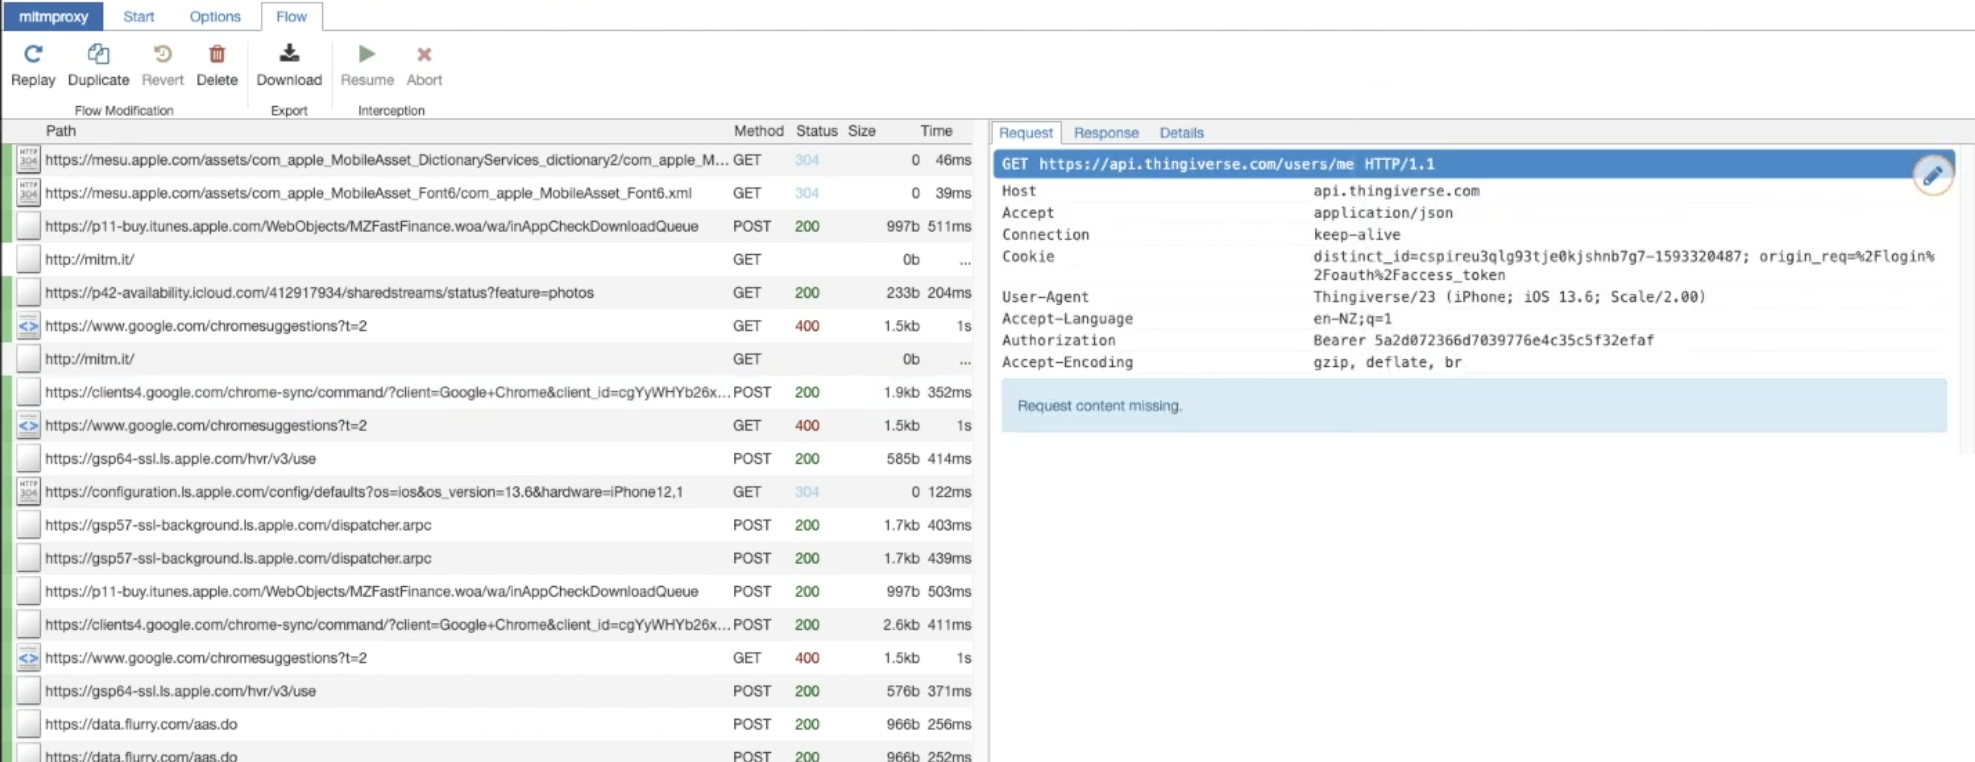 mitmproxy Start Options Flow
Replay Duplicate Revert Delete Download Resume Abort
Flow Modification Export Interception
Path Method Status Size Time
HTTP 304 https://mesu.apple.com/assets/com_apple_MobileAsset_DictionaryServices_dictionary2/com_apple_M... GET 304 0 46ms
HTTP 304 https://mesu.apple.com/assets/com_apple_MobileAsset_Font6/com_apple_MobileAsset_Font6.xml GET 304 0 39ms
https://p11-buy.itunes.apple.com/WebObjects/MZFastFinance.woa/wa/inAppCheckDownloadQueue POST 200 997b 511ms
http://mitm.it/ GET 0b ...
https://p42-availability.icloud.com/412917934/sharedstreams/status?feature=photos GET 200 233b 204ms
<> https://www.google.com/chromesuggestions?t=2 GET 400 1.5kb 1s
http://mitm.it/ GET 0b ...
https://clients4.google.com/chrome-sync/command/?client=Google+Chrome&client_id=cgYyWHYb26x... POST 200 1.9kb 352ms
<> https://www.google.com/chromesuggestions?t=2 GET 400 1.5kb 1s
https://gsp64-ssl.ls.apple.com/hvr/v3/use POST 200 585b 414ms
HTTP 304 https://configuration.ls.apple.com/config/defaults?os=ios&os_version=13.6&hardware=iPhone12,1 GET 304 0 122ms
https://gsp57-ssl-background.ls.apple.com/dispatcher.arpc POST 200 1.7kb 403ms
https://gsp57-ssl-background.ls.apple.com/dispatcher.arpc POST 200 1.7kb 439ms
https://p11-buy.itunes.apple.com/WebObjects/MZFastFinance.woa/wa/inAppCheckDownloadQueue POST 200 997b 503ms
https://clients4.google.com/chrome-sync/command/?client=Google+Chrome&client_id=cgYyWHYb26x... POST 200 2.6kb 411ms
<> https://www.google.com/chromesuggestions?t=2 GET 400 1.5kb 1s
https://gsp64-ssl.ls.apple.com/hvr/v3/use POST 200 576b 371ms
https://data.flurry.com/aas.do POST 200 966b 256ms
https://data.flurry.com/aas.do POST 200 966b 252ms
Request Response Details
GET https://api.thingiverse.com/users/me HTTP/1.1
Host api.thingiverse.com
Accept application/json
Connection keep-alive
Cookie distinct_id=cspireu3qlg93tje0kjshnb7g7-1593320487; origin_req=%2Flogin%
2Foauth%2Faccess_token
User-Agent Thingiverse/23 (iPhone; iOS 13.6; Scale/2.00)
Accept-Language en-NZ;q=1
Authorization Bearer 5a2d072366d7039776e4c35c5f32efaf
Accept-Encoding gzip, deflate, br
Request content missing.